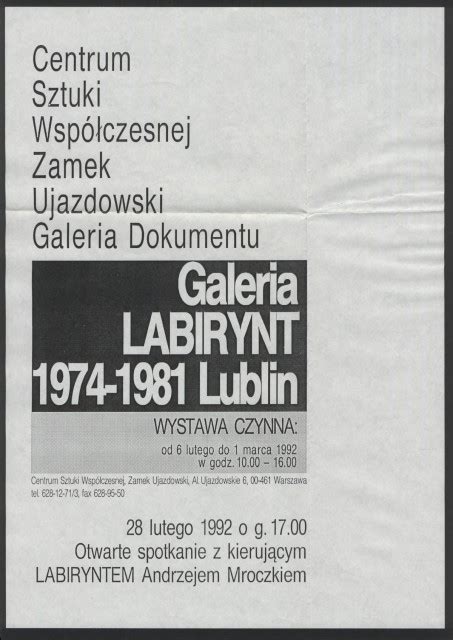 Centrum
Sztuki
Współczesnej
Zamek
Ujazdowski
Galeria Dokumentu
Galeria
LABIRYNT
1974-1981 Lublin
WYSTAWA CZYNNA:
od 6 lutego do 1 marca 1992
w godz. 10.00 – 16.00
Centrum Sztuki Współczesnej, Zamek Ujazdowski, Al. Ujazdowskie 6, 00-461 Warszawa
tel. 628-12-71/3, fax 628-95-50
28 lutego 1992 o g. 17.00
Otwarte spotkanie z kierującym
LABIRYNTEM Andrzejem Mroczkiem